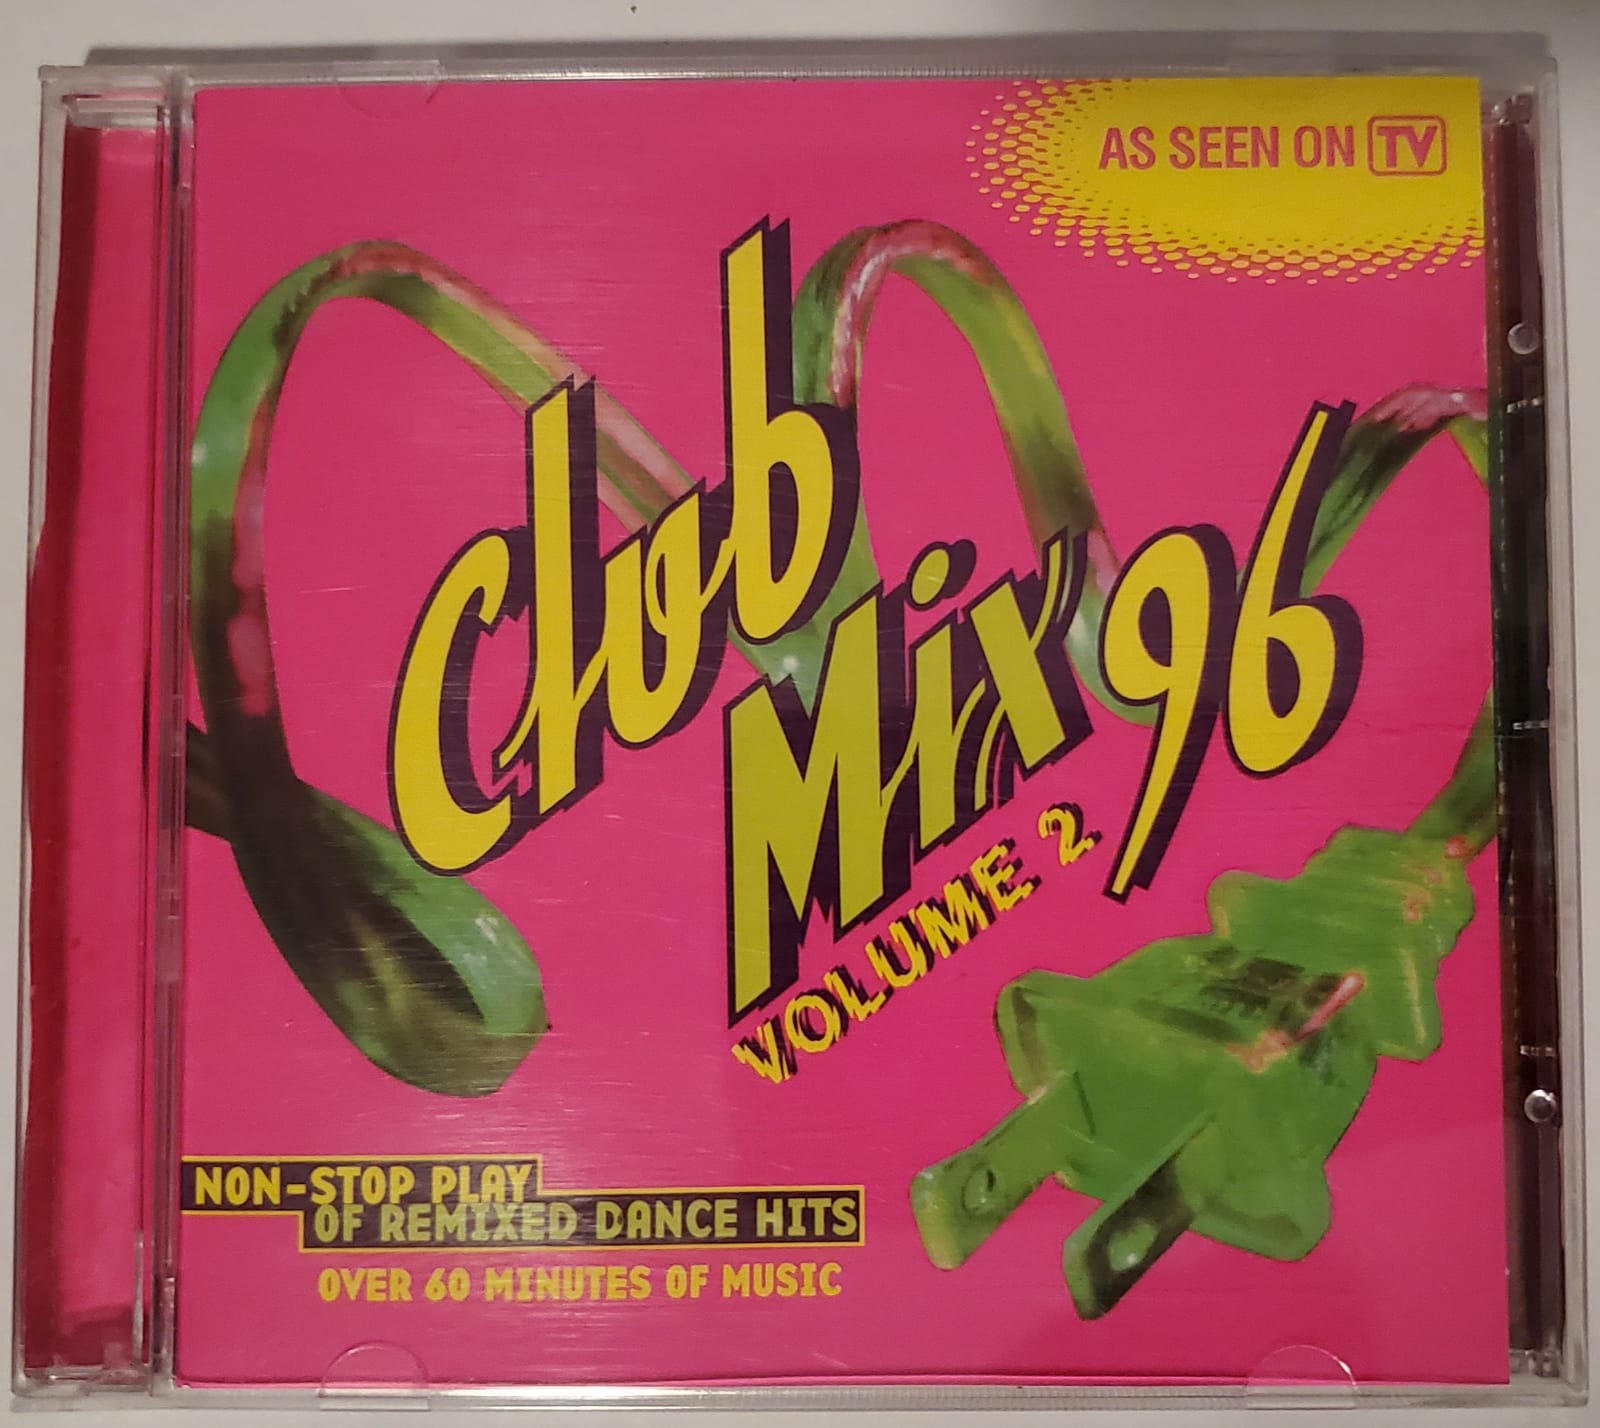 AS SEEN ON TV
Club
Mix 96
VOLUME 2
NON-STOP PLAY
OF REMIXED DANCE HITS
OVER 60 MINUTES OF MUSIC